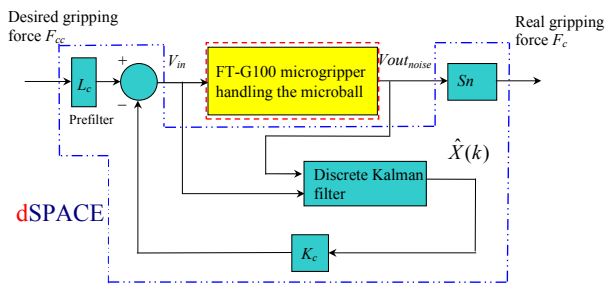 Desired gripping
force F_cc
Real gripping
force F_c
+
V_in
FT-G100 microgripper
handling the microball
Vout_noise
L_c
Sn
−
Prefilter
X̂(k)
Discrete Kalman
filter
dSPACE
K_c